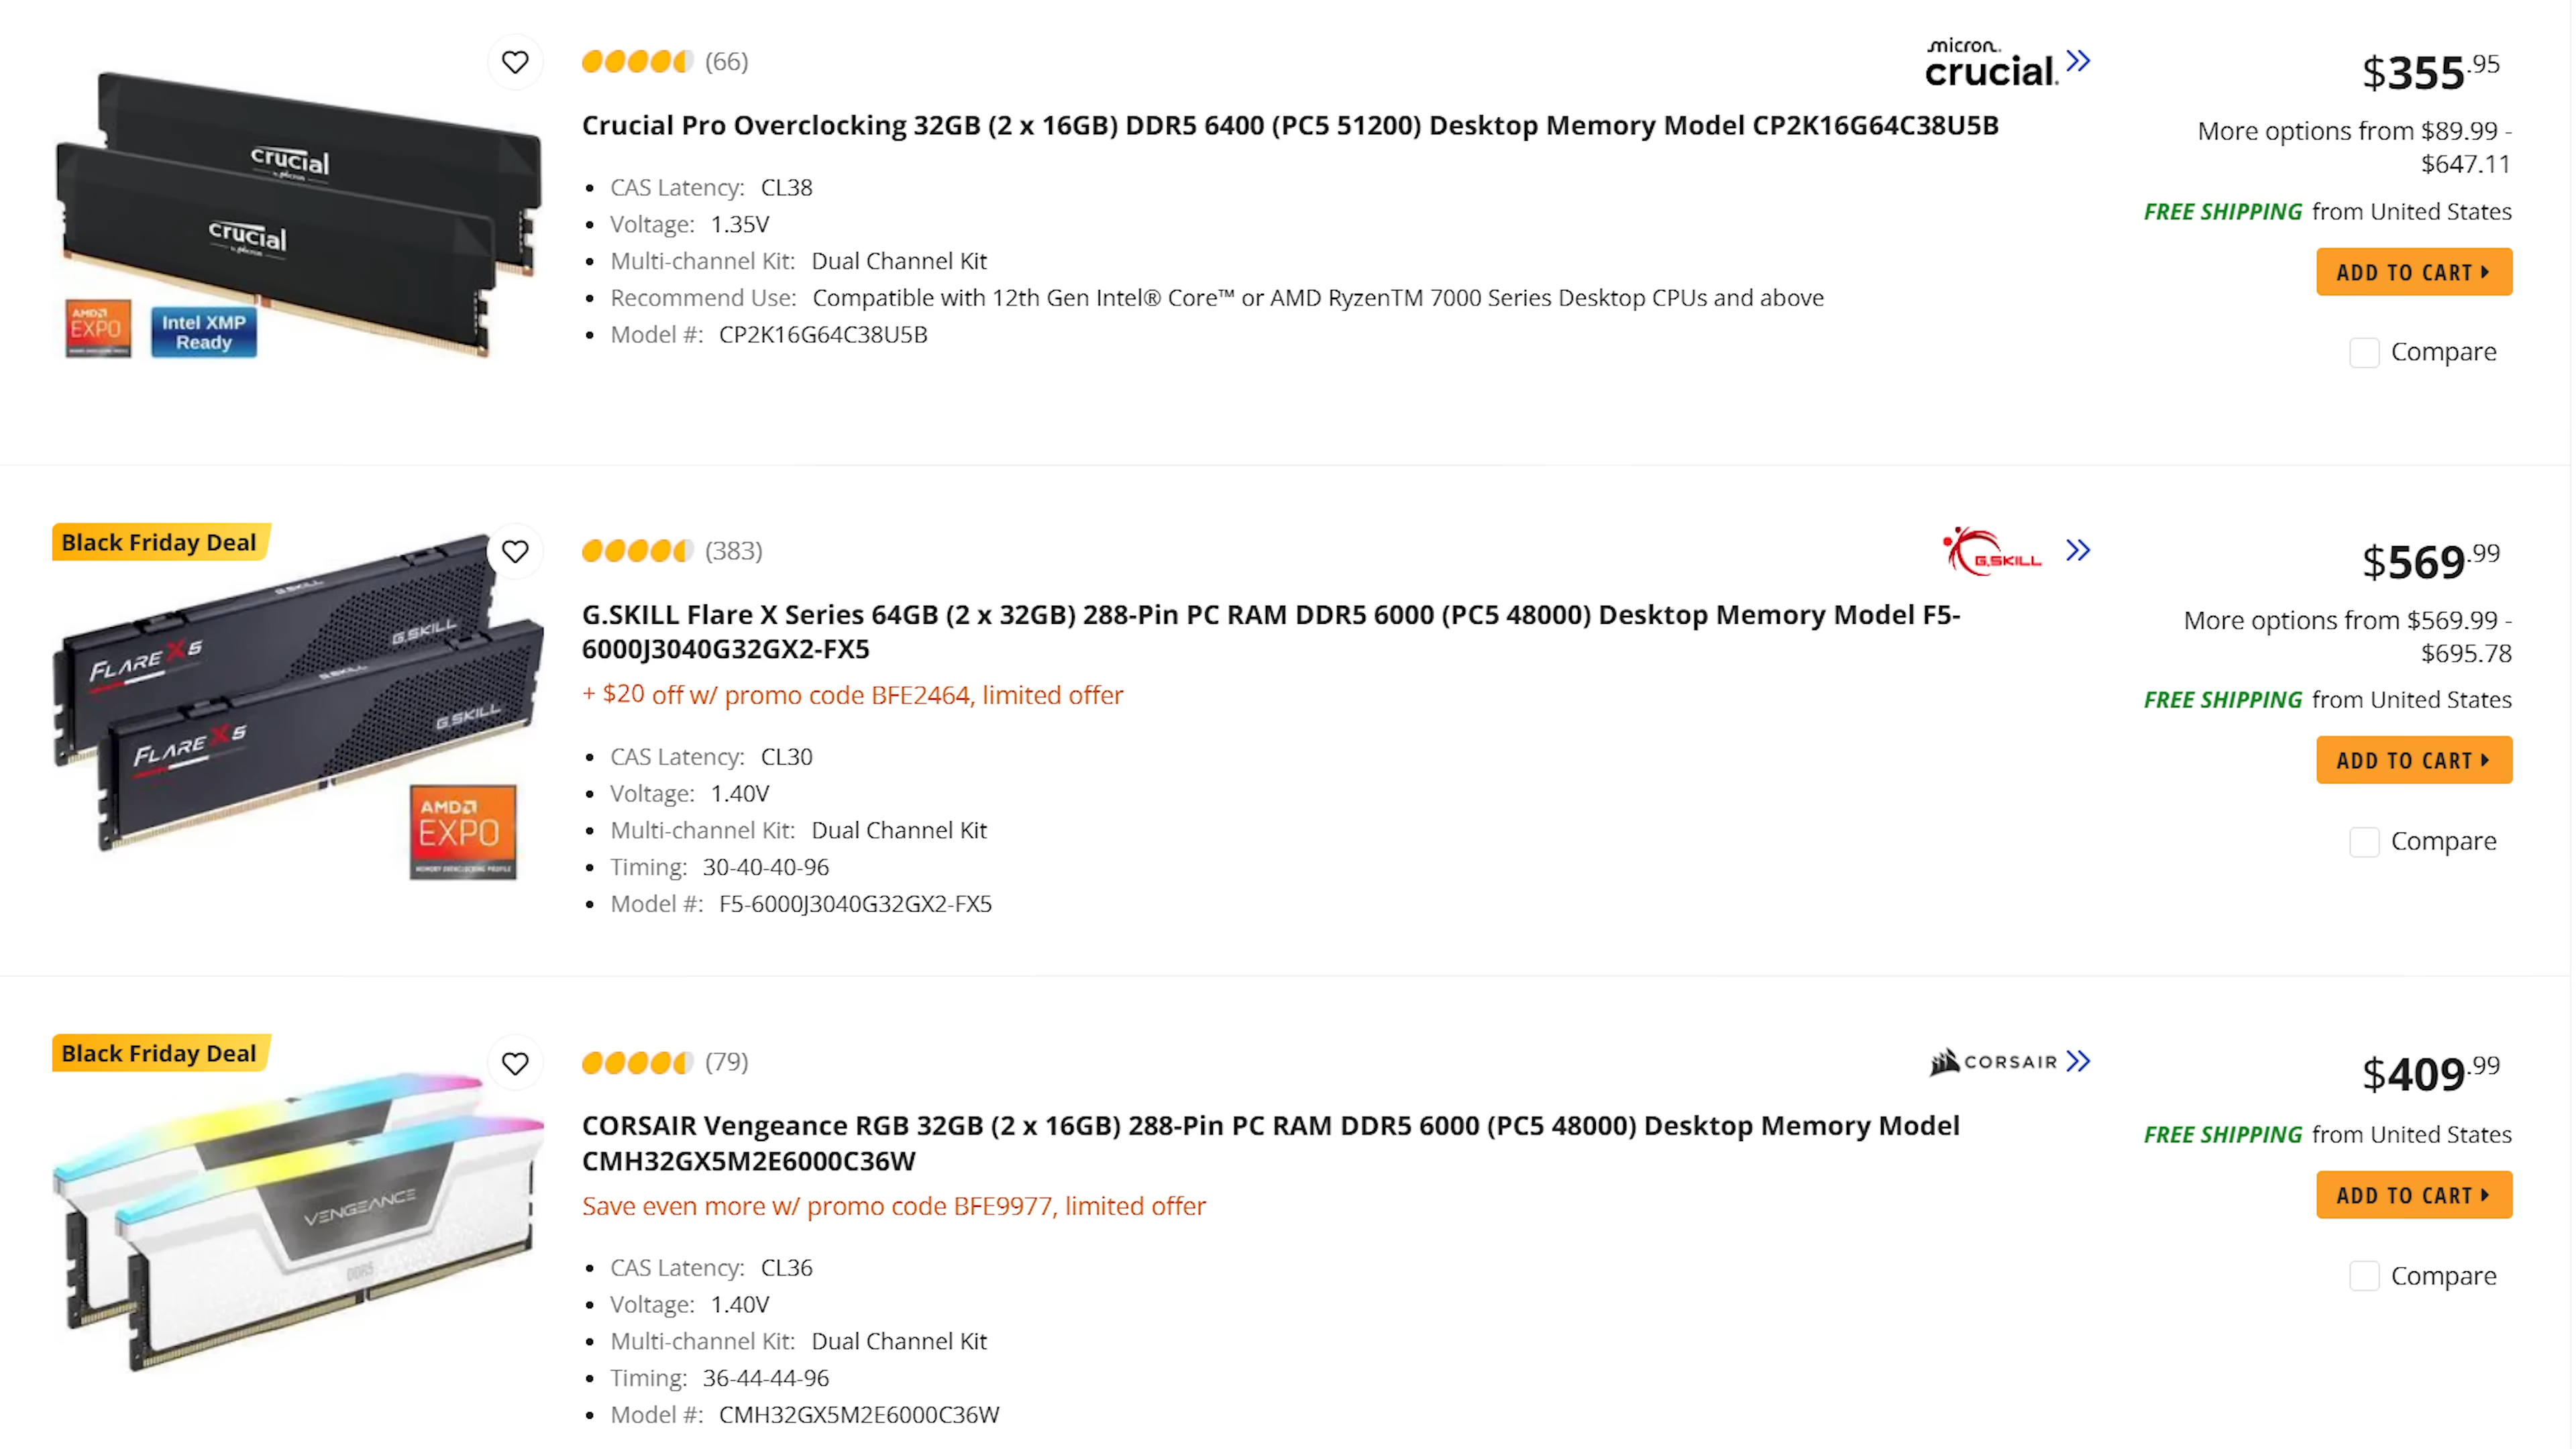 (66)
micron.
crucial.
$355.95
Crucial Pro Overclocking 32GB (2 x 16GB) DDR5 6400 (PC5 51200) Desktop Memory Model CP2K16G64C38U5B
More options from $89.99 -
$647.11
crucial
crucial
CAS Latency: CL38
Voltage: 1.35V
Multi-channel Kit: Dual Channel Kit
Recommend Use: Compatible with 12th Gen Intel® Core™ or AMD RyzenTM 7000 Series Desktop CPUs and above
Model #: CP2K16G64C38U5B
AMD
EXPO
Intel XMP
Ready
FREE SHIPPING from United States
ADD TO CART
Compare
Black Friday Deal
(383)
G.SKILL
$569.99
G.SKILL Flare X Series 64GB (2 x 32GB) 288-Pin PC RAM DDR5 6000 (PC5 48000) Desktop Memory Model F5-
6000J3040G32GX2-FX5
+ $20 off w/ promo code BFE2464, limited offer
More options from $569.99 -
$695.78
G.SKILL
FLARE X5
G.SKILL
G.SKILL
FLARE X5
G.SKILL
AMD
EXPO
MEMORY OVERCLOCKING PROFILE
CAS Latency: CL30
Voltage: 1.40V
Multi-channel Kit: Dual Channel Kit
Timing: 30-40-40-96
Model #: F5-6000J3040G32GX2-FX5
FREE SHIPPING from United States
ADD TO CART
Compare
Black Friday Deal
(79)
CORSAIR
$409.99
CORSAIR Vengeance RGB 32GB (2 x 16GB) 288-Pin PC RAM DDR5 6000 (PC5 48000) Desktop Memory Model
CMH32GX5M2E6000C36W
Save even more w/ promo code BFE9977, limited offer
VENGEANCE
DDR5
CAS Latency: CL36
Voltage: 1.40V
Multi-channel Kit: Dual Channel Kit
Timing: 36-44-44-96
Model #: CMH32GX5M2E6000C36W
FREE SHIPPING from United States
ADD TO CART
Compare